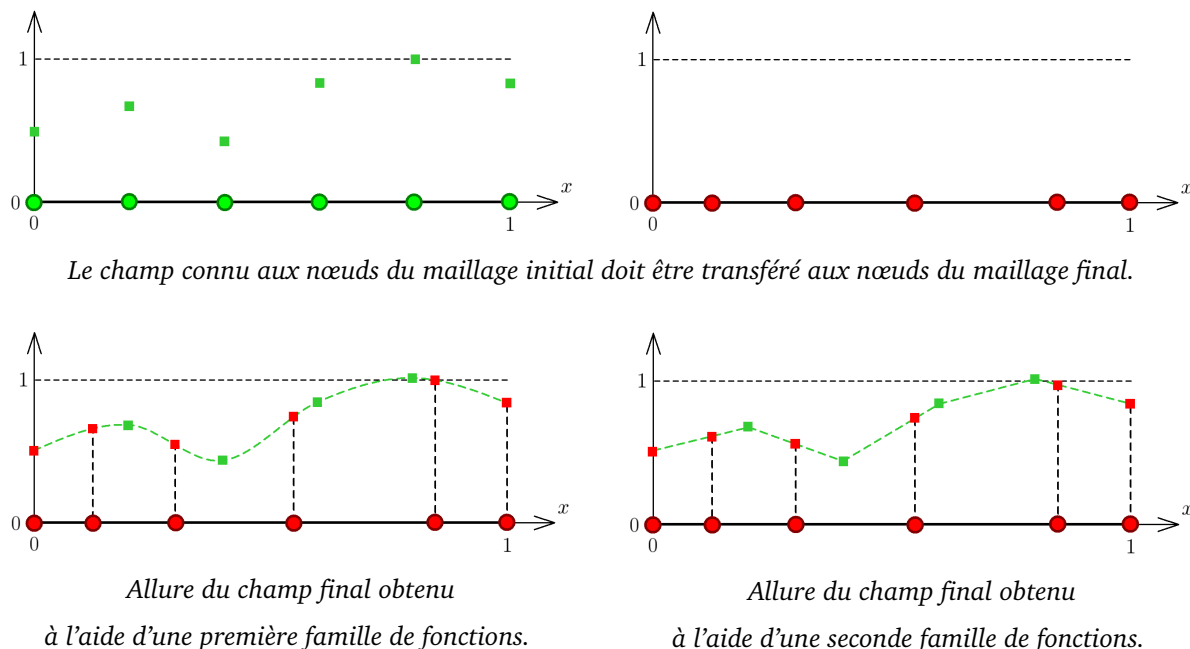 1
0
0
1
x
1
0
0
1
x
Le champ connu aux nœuds du maillage initial doit être transféré aux nœuds du maillage final.
1
0
0
1
x
1
0
0
1
x
Allure du champ final obtenu
à l’aide d’une première famille de fonctions.
Allure du champ final obtenu
à l’aide d’une seconde famille de fonctions.